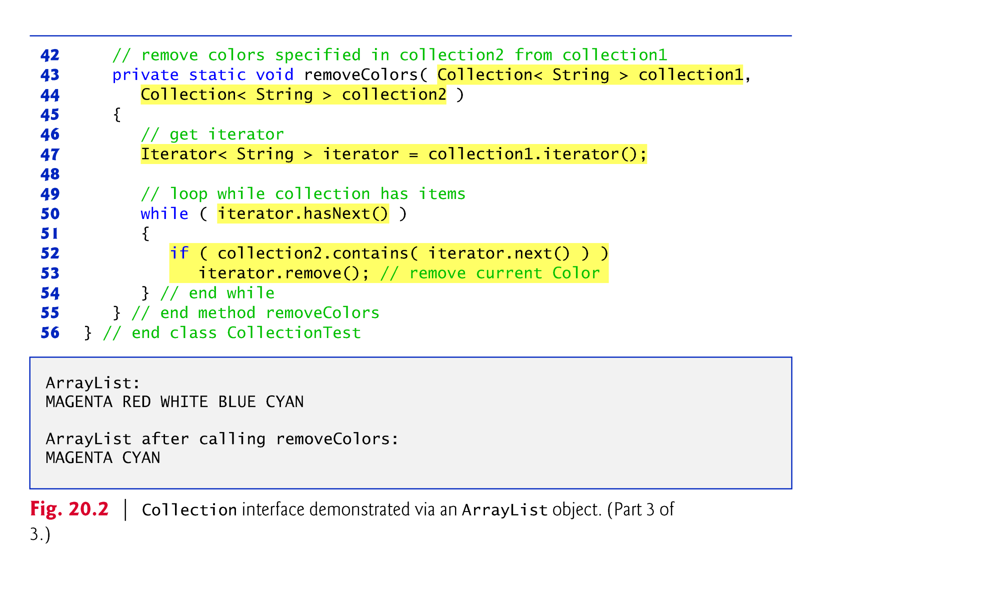 42 // remove colors specified in collection2 from collection1
43 private static void removeColors( Collection< String > collection1,
44 Collection< String > collection2 )
45 {
46 // get iterator
47 Iterator< String > iterator = collection1.iterator();
48
49 // loop while collection has items
50 while ( iterator.hasNext() )
51 {
52 if ( collection2.contains( iterator.next() ) )
53 iterator.remove(); // remove current Color
54 } // end while
55 } // end method removeColors
56 } // end class CollectionTest
ArrayList:
MAGENTA RED WHITE BLUE CYAN
ArrayList after calling removeColors:
MAGENTA CYAN
Fig. 20.2 | Collection interface demonstrated via an ArrayList object. (Part 3 of
3.)